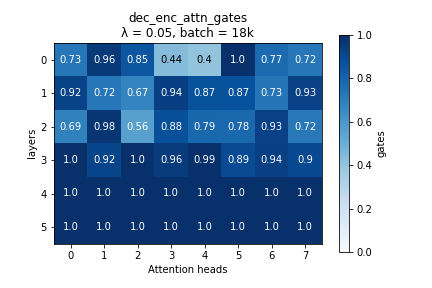 dec_enc_attn_gates
λ = 0.05, batch = 18k
0 0.73 0.96 0.85 0.44 0.4 1.0 0.77 0.72
1 0.92 0.72 0.67 0.94 0.87 0.87 0.73 0.93
2 0.69 0.98 0.56 0.88 0.79 0.78 0.93 0.72
3 1.0 0.92 1.0 0.96 0.99 0.89 0.94 0.9
4 1.0 1.0 1.0 1.0 1.0 1.0 1.0 1.0
5 1.0 1.0 1.0 1.0 1.0 1.0 1.0 1.0
0 1 2 3 4 5 6 7
Attention heads
layers
1.0
0.8
0.6
0.4
0.2
0.0
gates